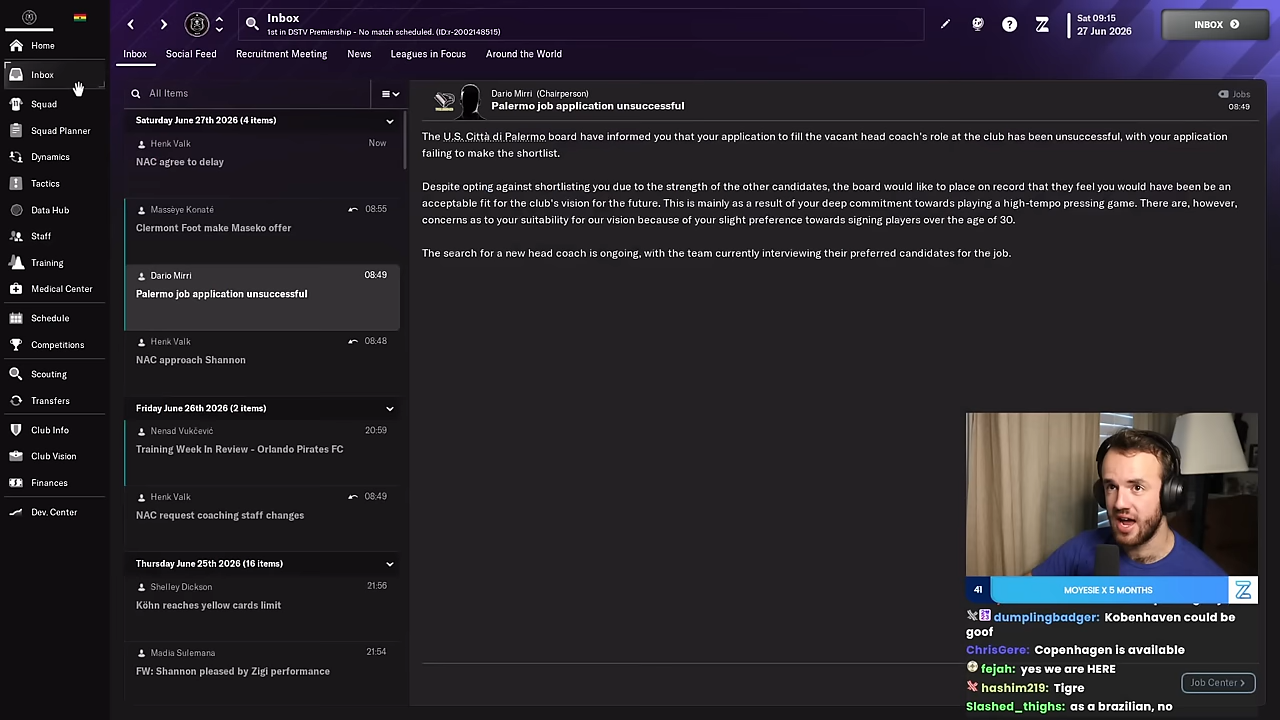 Inbox
1st in DSTV Premiership - No match scheduled. (ID:r-2002148515)
Sat 09:15
27 Jun 2026
INBOX
Home
Inbox
Squad
Squad Planner
Dynamics
Tactics
Data Hub
Staff
Training
Medical Center
Schedule
Competitions
Scouting
Transfers
Club Info
Club Vision
Finances
Dev. Center
Inbox Social Feed Recruitment Meeting News Leagues in Focus Around the World
All Items
Saturday June 27th 2026 (4 items)
Henk Valk Now
NAC agree to delay
Massèye Konaté 08:55
Clermont Foot make Maseko offer
Dario Mirri 08:49
Palermo job application unsuccessful
Henk Valk 08:48
NAC approach Shannon
Friday June 26th 2026 (2 items)
Nenad Vukčević 20:59
Training Week In Review - Orlando Pirates FC
Henk Valk 08:49
NAC request coaching staff changes
Thursday June 25th 2026 (16 items)
Shelley Dickson 21:56
Köhn reaches yellow cards limit
Madia Sulemana 21:54
FW: Shannon pleased by Zigi performance
Dario Mirri (Chairperson)
Palermo job application unsuccessful
Jobs
08:49
The U.S. Città di Palermo board have informed you that your application to fill the vacant head coach's role at the club has been unsuccessful, with your application
failing to make the shortlist.
Despite opting against shortlisting you due to the strength of the other candidates, the board would like to place on record that they feel you would have been be an
acceptable fit for the club's vision for the future. This is mainly as a result of your deep commitment towards playing a high-tempo pressing game. There are, however,
concerns as to your suitability for our vision because of your slight preference towards signing players over the age of 30.
The search for a new head coach is ongoing, with the team currently interviewing their preferred candidates for the job.
41 MOYESIE X 5 MONTHS
dumplingbadger: Kobenhaven could be
goof
ChrisGere: Copenhagen is available
fejah: yes we are HERE
hashim219: Tigre
Slashed_thighs: as a brazilian, no
Job Center >